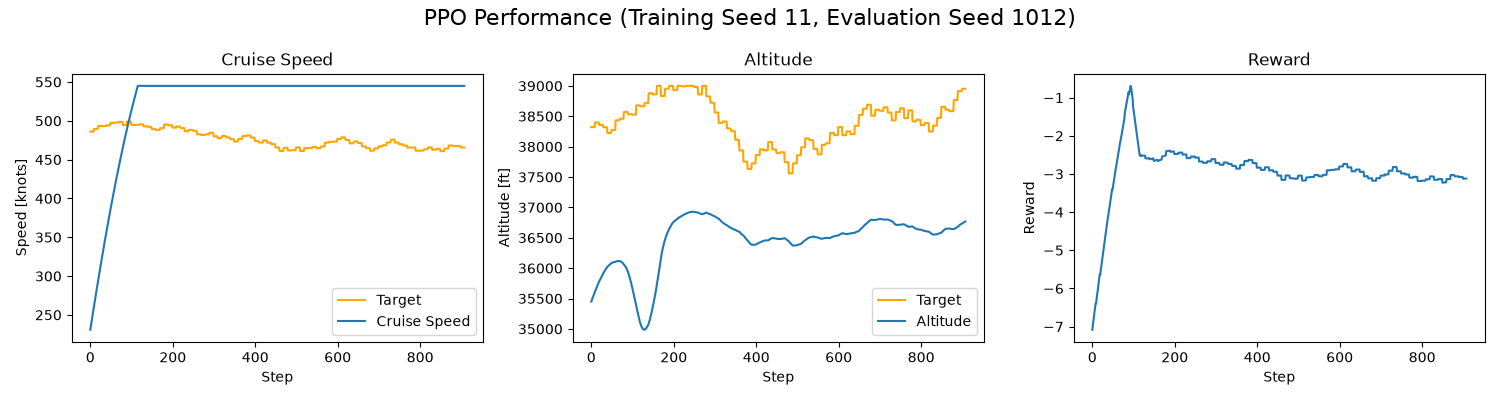 PPO Performance (Training Seed 11, Evaluation Seed 1012)
Cruise Speed
550
500
450
400
350
300
250
Speed [knots]
0 200 400 600 800
Step
Target
Cruise Speed
Altitude
39000
38500
38000
37500
37000
36500
36000
35500
35000
Altitude [ft]
0 200 400 600 800
Step
Target
Altitude
Reward
−1
−2
−3
−4
−5
−6
−7
Reward
0 200 400 600 800
Step